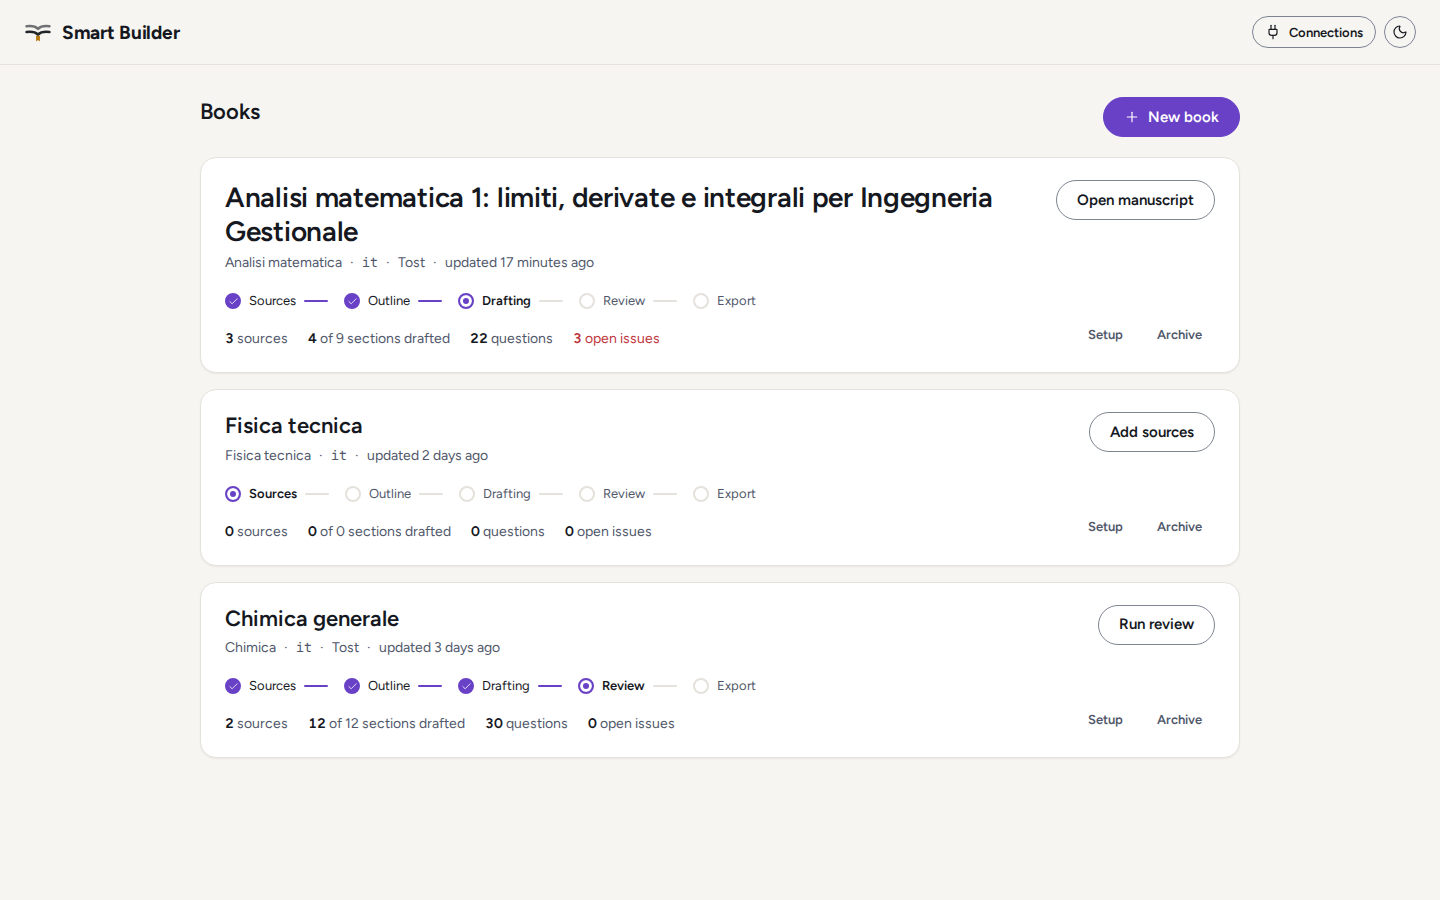 Smart Builder
Connections
Books
New book
Analisi matematica 1: limiti, derivate e integrali per Ingegneria
Gestionale
Open manuscript
Analisi matematica · it · Tost · updated 17 minutes ago
Sources Outline Drafting Review Export
3 sources 4 of 9 sections drafted 22 questions 3 open issues
Setup Archive
Fisica tecnica
Add sources
Fisica tecnica · it · updated 2 days ago
Sources Outline Drafting Review Export
0 sources 0 of 0 sections drafted 0 questions 0 open issues
Setup Archive
Chimica generale
Run review
Chimica · it · Tost · updated 3 days ago
Sources Outline Drafting Review Export
2 sources 12 of 12 sections drafted 30 questions 0 open issues
Setup Archive